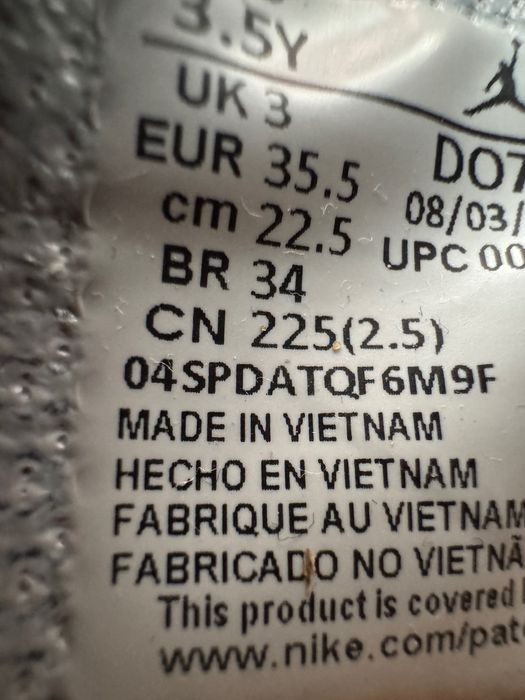 3.5Y
UK 3
EUR 35.5
DO7
cm 22.5
08/03/
BR 34
UPC 00
CN 225(2.5)
04SPDATQF6M9F
MADE IN VIETNAM
HECHO EN VIETNAM
FABRIQUE AU VIETNAM
FABRICADO NO VIETNÃ
This product is covered
www.nike.com/pat